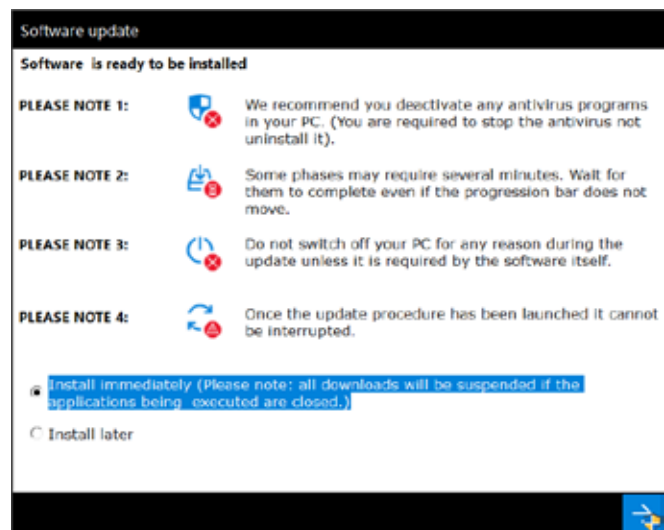 Software update
Software is ready to be installed
PLEASE NOTE 1:
We recommend you deactivate any antivirus programs
in your PC. (You are required to stop the antivirus not
uninstall it).
PLEASE NOTE 2:
Some phases may require several minutes. Wait for
them to complete even if the progression bar does not
move.
PLEASE NOTE 3:
Do not switch off your PC for any reason during the
update unless it is required by the software itself.
PLEASE NOTE 4:
Once the update procedure has been launched it cannot
be interrupted.
Install immediately (Please note: all downloads will be suspended if the
applications being executed are closed.)
Install later